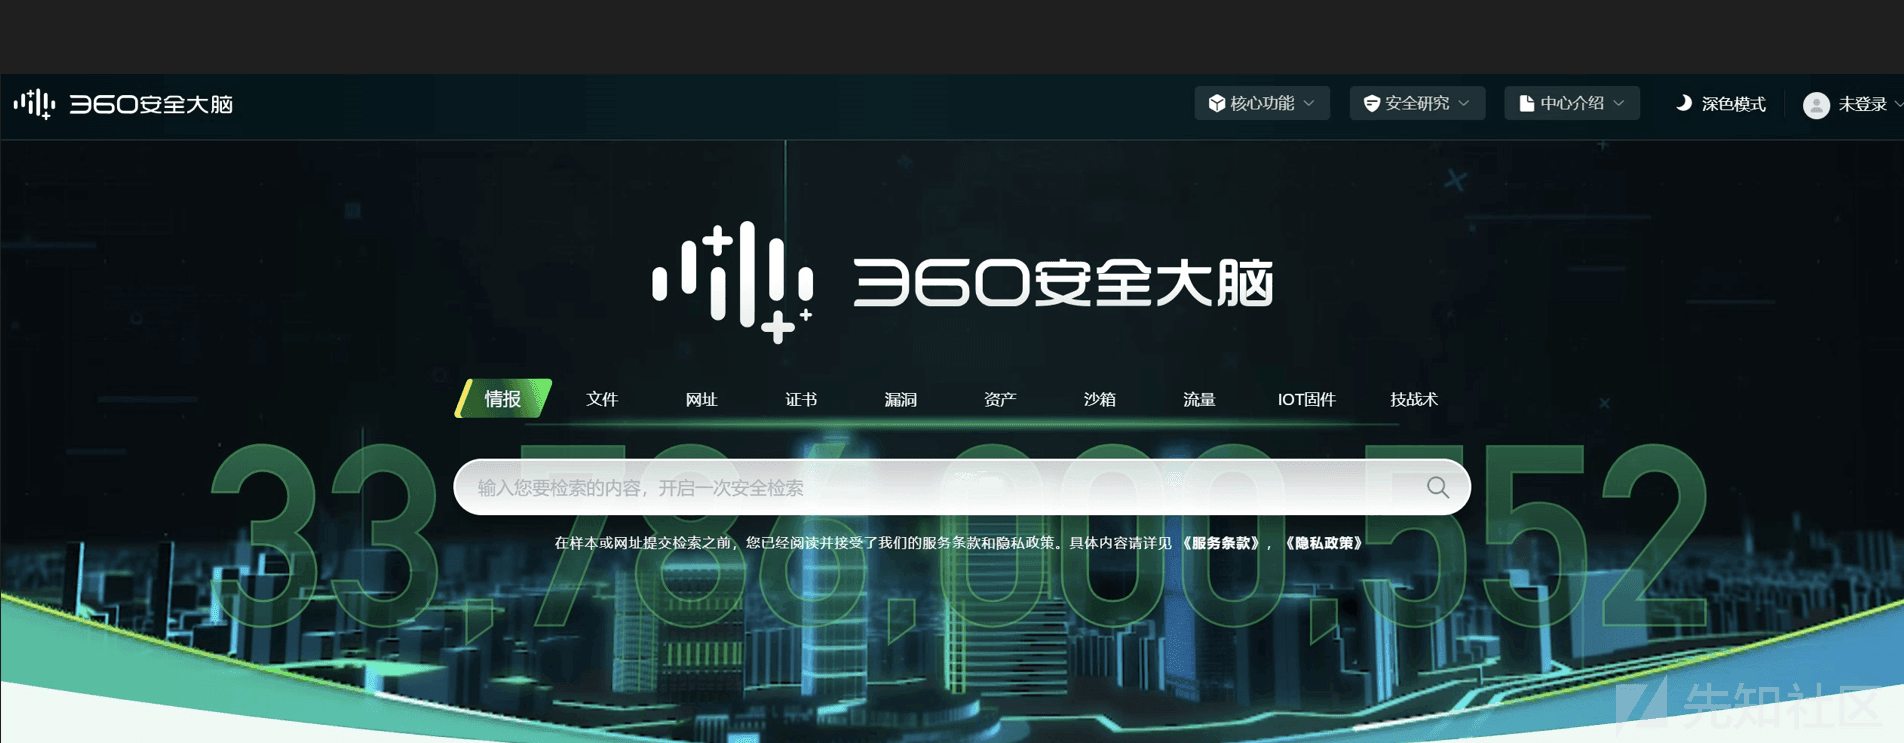 360安全大脑
核心功能 安全研究 中心介绍 深色模式 未登录
360安全大脑
情报 文件 网址 证书 漏洞 资产 沙箱 流量 IOT固件 技战术
33,786,000,552
输入您要检索的内容，开启一次安全检索
在样本或网址提交检索之前，您已经阅读并接受了我们的服务条款和隐私政策。具体内容请详见 《服务条款》，《隐私政策》
先知社区